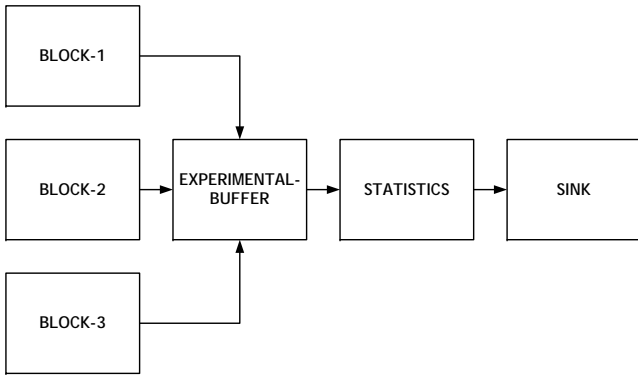 BLOCK-1
BLOCK-2
EXPERIMENTAL-
BUFFER
STATISTICS
SINK
BLOCK-3